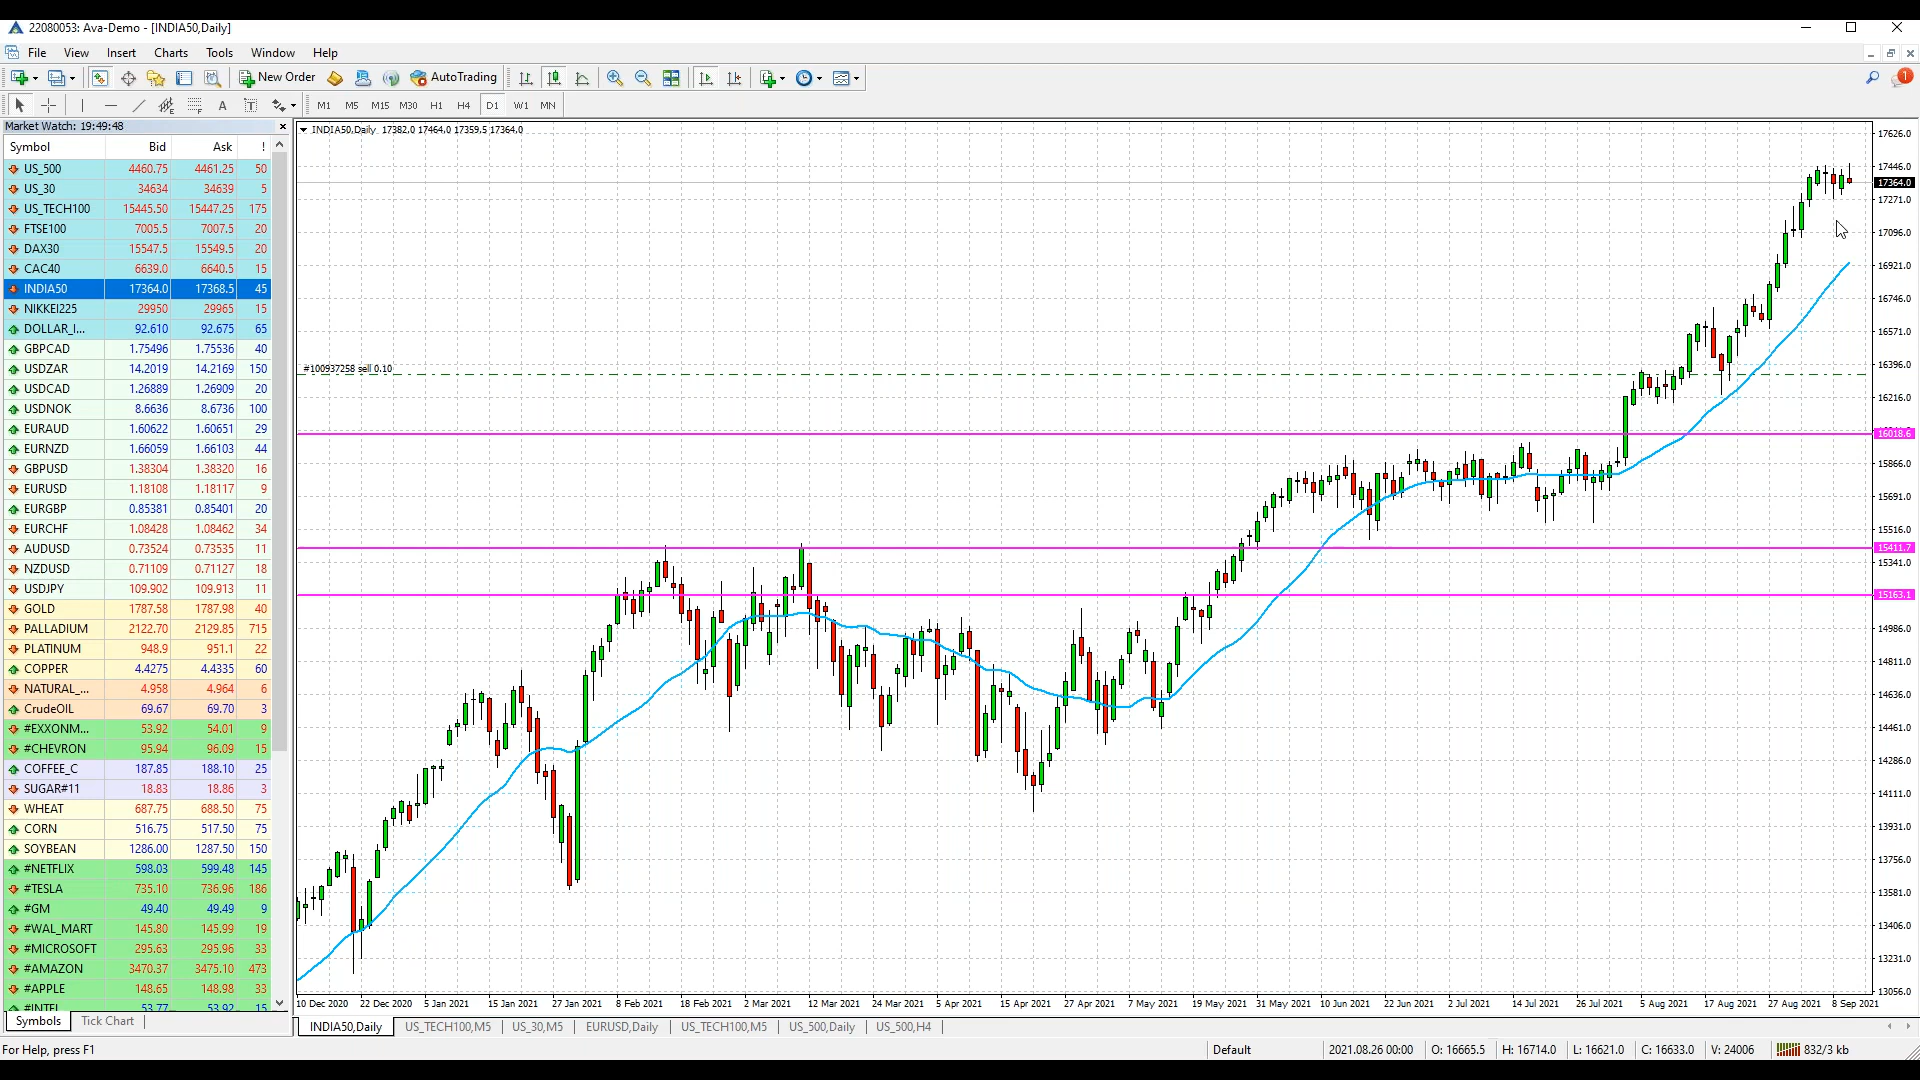 22080053: Ava-Demo - [INDIA50,Daily]
File View Insert Charts Tools Window Help
New Order AutoTrading 1
A T M1 M5 M15 M30 H1 H4 D1 W1 MN
Market Watch: 19:49:48
Symbol Bid Ask !
US_500 4460.75 4461.25 50
US_30 34634 34639 5
US_TECH100 15445.50 15447.25 175
FTSE100 7005.5 7007.5 20
DAX30 15547.5 15549.5 20
CAC40 6639.0 6640.5 15
INDIA50 17364.0 17368.5 45
NIKKEI225 29950 29965 15
DOLLAR_I... 92.610 92.675 65
GBPCAD 1.75496 1.75536 40
USDZAR 14.2019 14.2169 150
USDCAD 1.26889 1.26909 20
USDNOK 8.6636 8.6736 100
EURAUD 1.60622 1.60651 29
EURNZD 1.66059 1.66103 44
GBPUSD 1.38304 1.38320 16
EURUSD 1.18108 1.18117 9
EURGBP 0.85381 0.85401 20
EURCHF 1.08428 1.08462 34
AUDUSD 0.73524 0.73535 11
NZDUSD 0.71109 0.71127 18
USDJPY 109.902 109.913 11
GOLD 1787.58 1787.98 40
PALLADIUM 2122.70 2129.85 715
PLATINUM 948.9 951.1 22
COPPER 4.4275 4.4335 60
NATURAL_... 4.958 4.964 6
CrudeOIL 69.67 69.70 3
#EXXONM... 53.92 54.01 9
#CHEVRON 95.94 96.09 15
COFFEE_C 187.85 188.10 25
SUGAR#11 18.83 18.86 3
WHEAT 687.75 688.50 75
CORN 516.75 517.50 75
SOYBEAN 1286.00 1287.50 150
#NETFLIX 598.03 599.48 145
#TESLA 735.10 736.96 186
#GM 49.40 49.49 9
#WAL_MART 145.80 145.99 19
#MICROSOFT 295.63 295.96 33
#AMAZON 3470.37 3475.10 473
#APPLE 148.65 148.98 33
#INTEL 53.77 53.92 15
Symbols Tick Chart
INDIA50,Daily 17382.0 17464.0 17359.5 17364.0
#100937258 sell 0.10
17626.0
17446.0
17364.0
17271.0
17096.0
16921.0
16746.0
16571.0
16396.0
16216.0
16018.6
15866.0
15691.0
15516.0
15411.7
15341.0
15163.1
14986.0
14811.0
14636.0
14461.0
14286.0
14111.0
13931.0
13756.0
13581.0
13406.0
13231.0
13056.0
10 Dec 2020 22 Dec 2020 5 Jan 2021 15 Jan 2021 27 Jan 2021 8 Feb 2021 18 Feb 2021 2 Mar 2021 12 Mar 2021 24 Mar 2021 5 Apr 2021 15 Apr 2021 27 Apr 2021 7 May 2021 19 May 2021 31 May 2021 10 Jun 2021 22 Jun 2021 2 Jul 2021 14 Jul 2021 26 Jul 2021 5 Aug 2021 17 Aug 2021 27 Aug 2021 8 Sep 2021
INDIA50,Daily US_TECH100,M5 US_30,M5 EURUSD,Daily US_TECH100,M5 US_500,Daily US_500,H4
For Help, press F1 Default 2021.08.26 00:00 O: 16665.5 H: 16714.0 L: 16621.0 C: 16633.0 V: 24006 832/3 kb